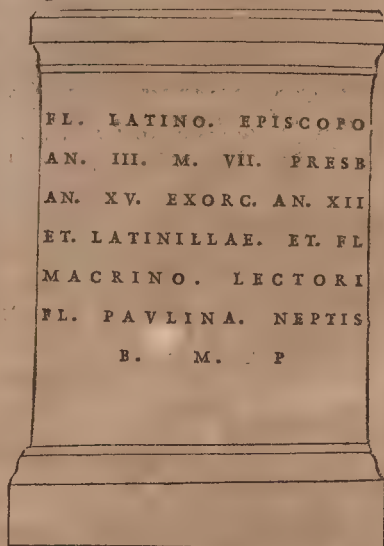 FL. LATINO. EPISCOPO
AN. III. M. VII. PRESB
AN. XV. EXORC. AN. XII
ET. LATINILLAE. ET. FL
MACRINO. LECTORI
FL. PAVLINA. NEPTIS
B. M. P